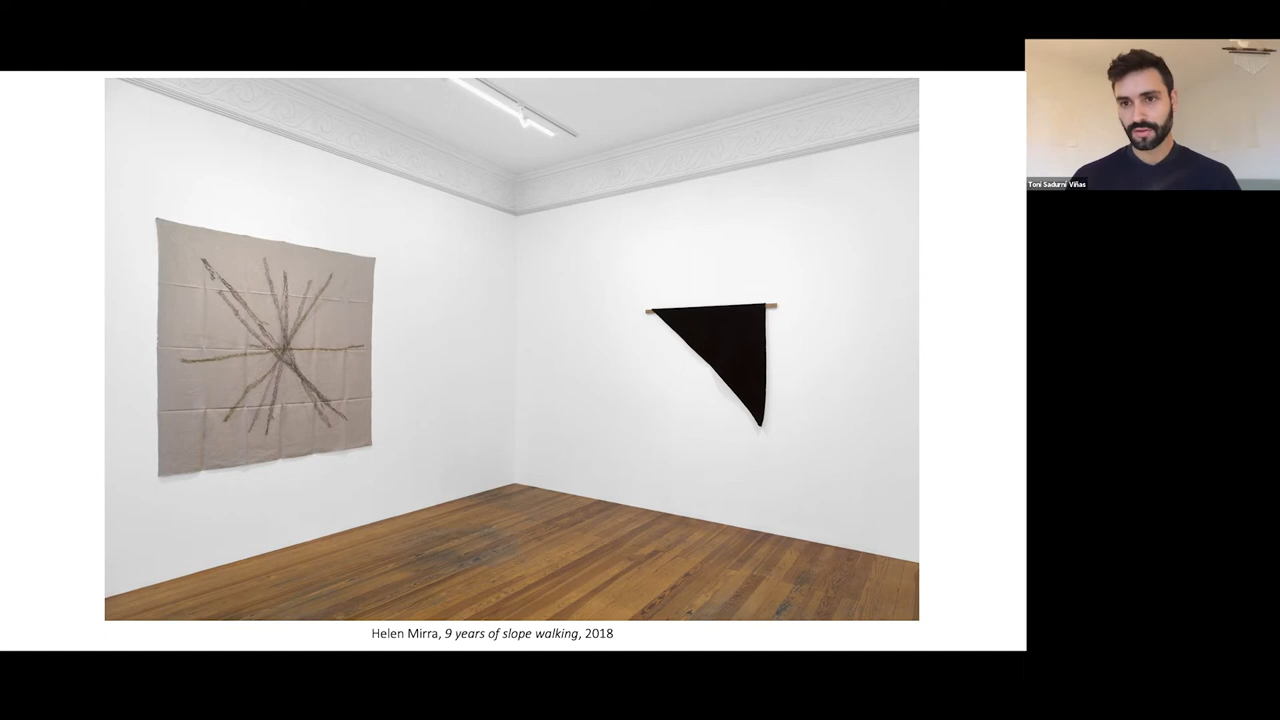 Toni Sadurní Viñas
Helen Mirra, 9 years of slope walking, 2018